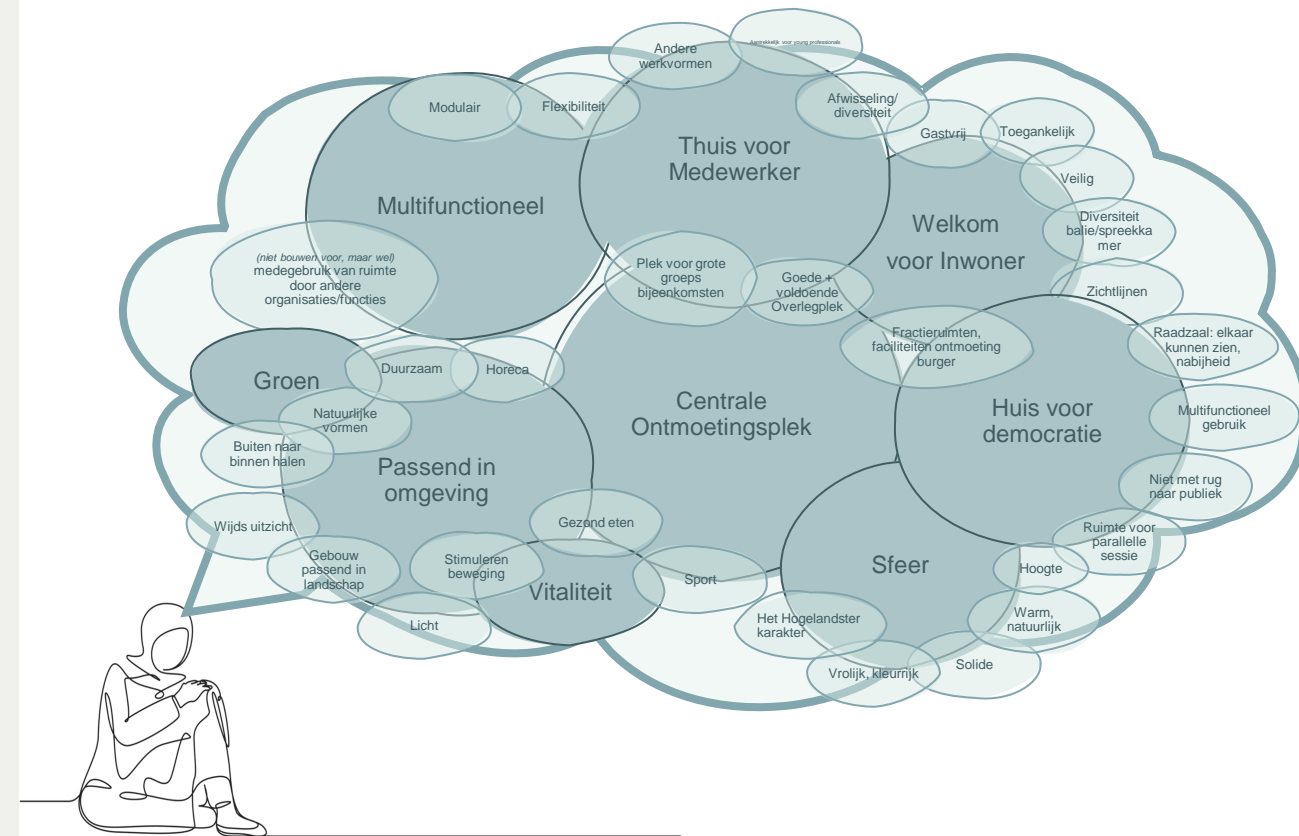 Aantrekkelijk voor young professionals
Andere
werkvormen
Modulair
Flexibiliteit
Afwisseling/
diversiteit
Gastvrij
Toegankelijk
Thuis voor
Medewerker
Multifunctioneel
Veilig
Welkom
voor Inwoner
Diversiteit
balie/spreekka
mer
(niet bouwen voor, maar wel)
medegebruik van ruimte
door andere
organisaties/functies
Plek voor grote
groeps
bijeenkomsten
Goede +
voldoende
Overlegplek
Zichtlijnen
Fractieruimten,
faciliteiten ontmoeting
burger
Raadzaal: elkaar
kunnen zien,
nabijheid
Groen
Duurzaam
Horeca
Natuurlijke
vormen
Centrale
Ontmoetingsplek
Huis voor
democratie
Multifunctioneel
gebruik
Buiten naar
binnen halen
Passend in
omgeving
Niet met rug
naar publiek
Wijds uitzicht
Gezond eten
Ruimte voor
parallelle
sessie
Gebouw
passend in
landschap
Stimuleren
beweging
Vitaliteit
Sport
Sfeer
Hoogte
Licht
Het Hogelandster
karakter
Warm,
natuurlijk
Vrolijk, kleurrijk
Solide